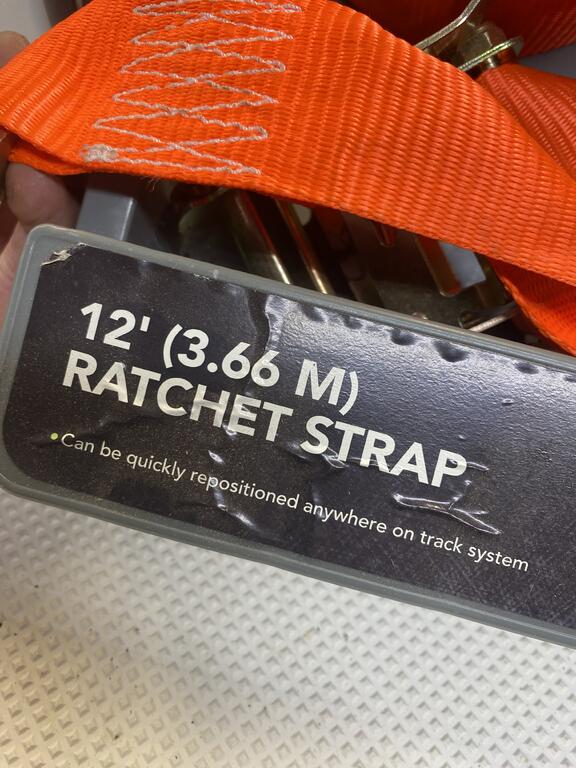 12' (3.66 M)
RATCHET STRAP
•Can be quickly repositioned anywhere on track system